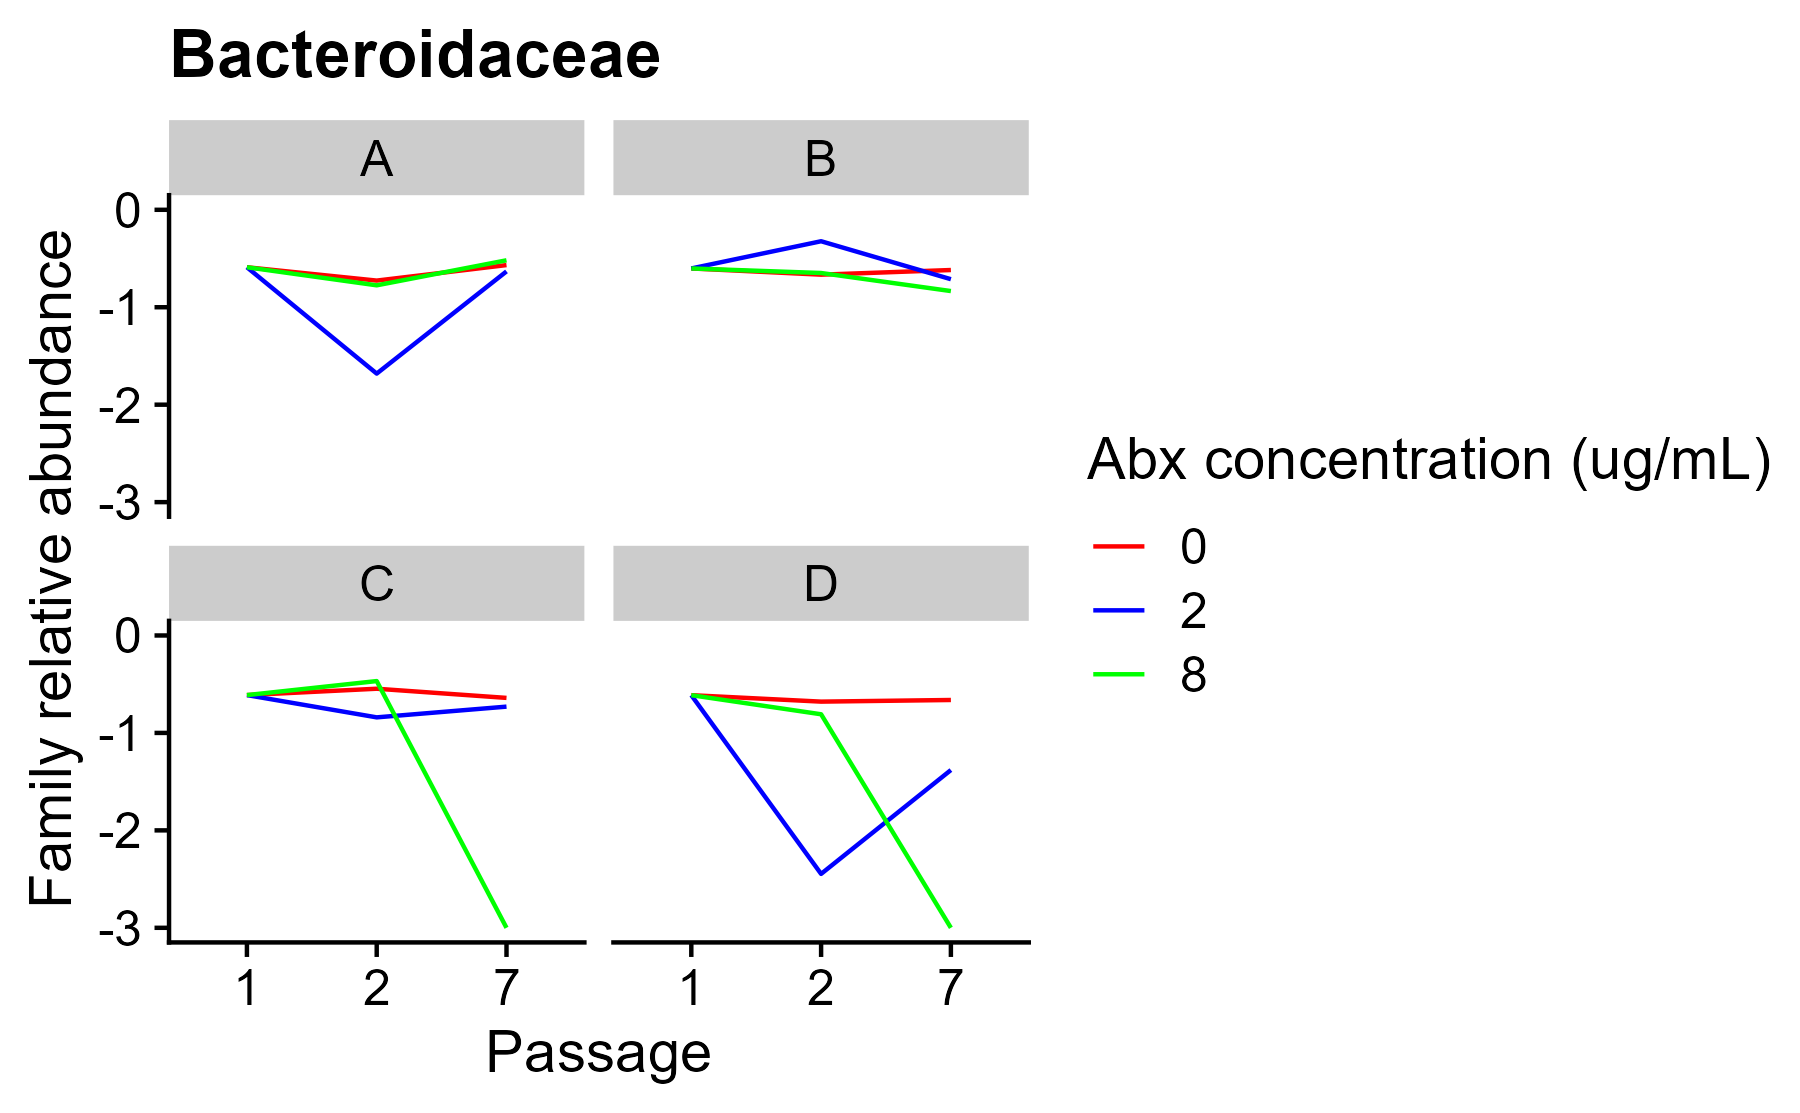 Bacteroidaceae
A
B
0
-1
-2
-3
Family relative abundance
C
D
0
-1
-2
-3
1
2
7
1
2
7
Passage
Abx concentration (ug/mL)
0
2
8